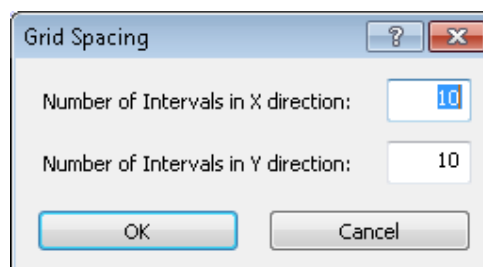 Grid Spacing
Number of Intervals in X direction: 10
Number of Intervals in Y direction: 10
OK Cancel